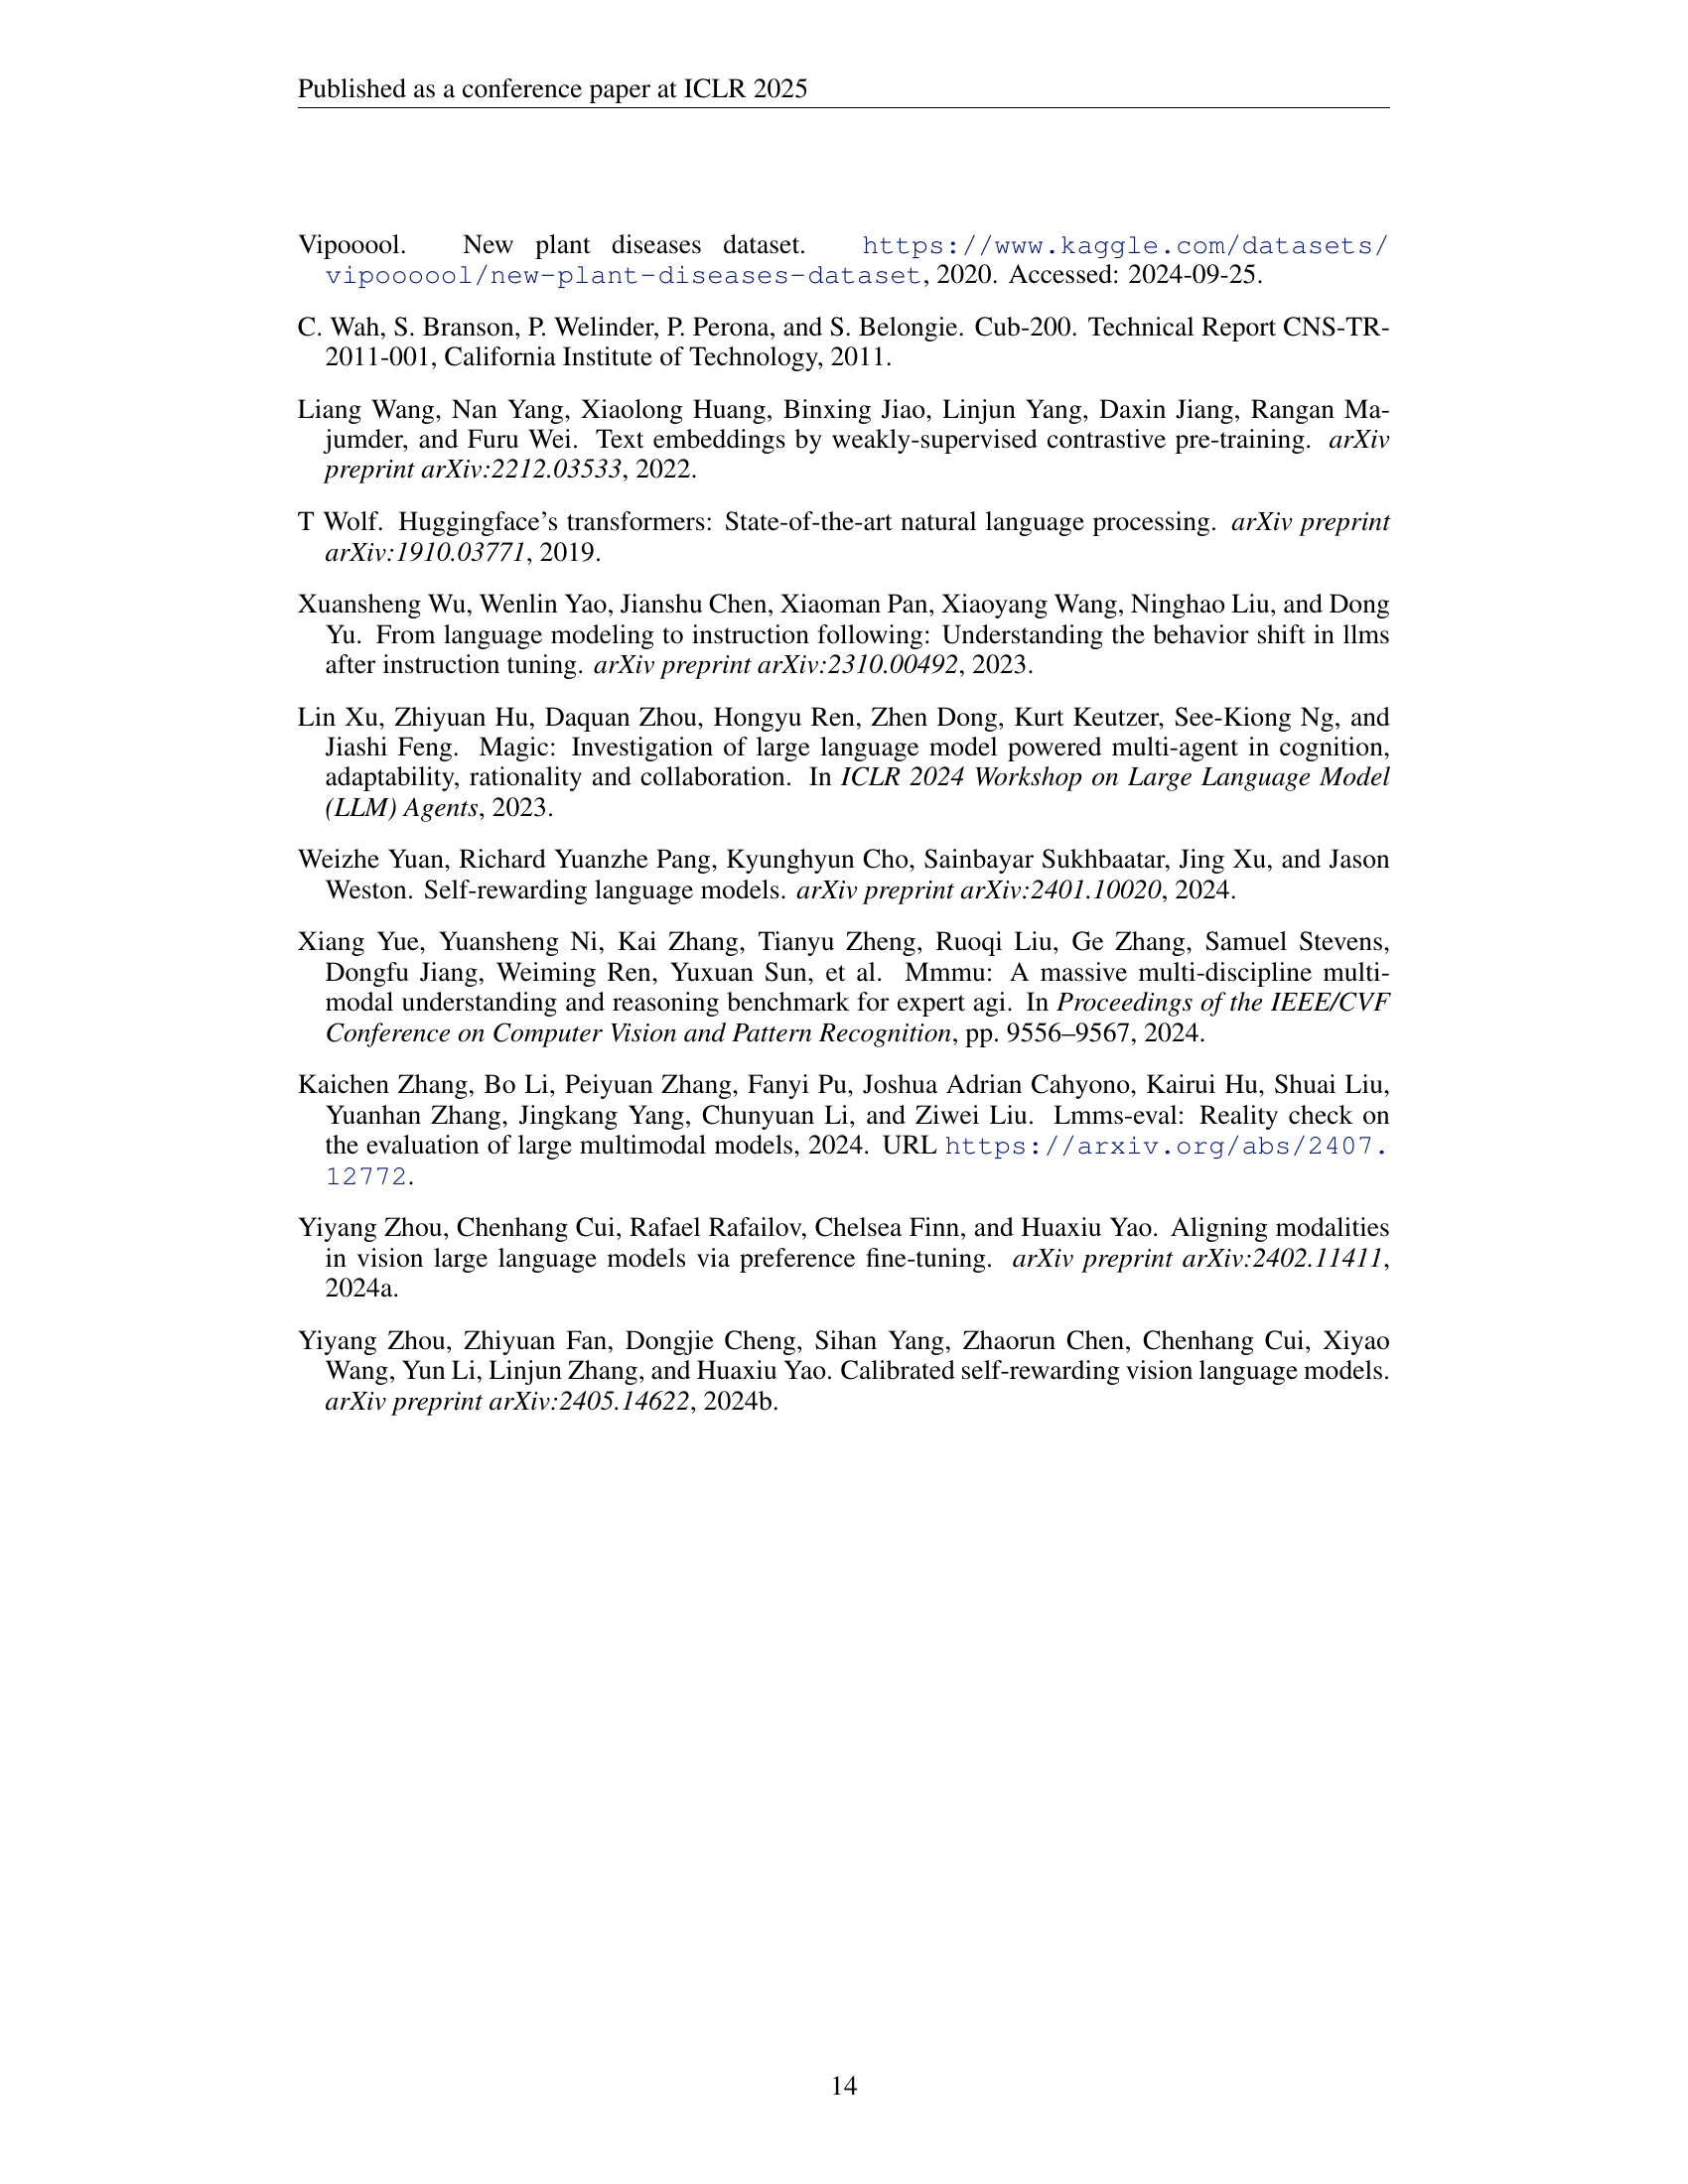 Published as a conference paper at ICLR 2025
Vipooool. New plant diseases dataset. https://www.kaggle.com/datasets/
vipoooool/new-plant-diseases-dataset, 2020. Accessed: 2024-09-25.
C. Wah, S. Branson, P. Welinder, P. Perona, and S. Belongie. Cub-200. Technical Report CNS-TR-
2011-001, California Institute of Technology, 2011.
Liang Wang, Nan Yang, Xiaolong Huang, Binxing Jiao, Linjun Yang, Daxin Jiang, Rangan Ma-
jumder, and Furu Wei. Text embeddings by weakly-supervised contrastive pre-training. arXiv
preprint arXiv:2212.03533, 2022.
T Wolf. Huggingface's transformers: State-of-the-art natural language processing. arXiv preprint
arXiv:1910.03771, 2019.
Xuansheng Wu, Wenlin Yao, Jianshu Chen, Xiaoman Pan, Xiaoyang Wang, Ninghao Liu, and Dong
Yu. From language modeling to instruction following: Understanding the behavior shift in llms
after instruction tuning. arXiv preprint arXiv:2310.00492, 2023.
Lin Xu, Zhiyuan Hu, Daquan Zhou, Hongyu Ren, Zhen Dong, Kurt Keutzer, See-Kiong Ng, and
Jiashi Feng. Magic: Investigation of large language model powered multi-agent in cognition,
adaptability, rationality and collaboration. In ICLR 2024 Workshop on Large Language Model
(LLM) Agents, 2023.
Weizhe Yuan, Richard Yuanzhe Pang, Kyunghyun Cho, Sainbayar Sukhbaatar, Jing Xu, and Jason
Weston. Self-rewarding language models. arXiv preprint arXiv:2401.10020, 2024.
Xiang Yue, Yuansheng Ni, Kai Zhang, Tianyu Zheng, Ruoqi Liu, Ge Zhang, Samuel Stevens,
Dongfu Jiang, Weiming Ren, Yuxuan Sun, et al. Mmmu: A massive multi-discipline multi-
modal understanding and reasoning benchmark for expert agi. In Proceedings of the IEEE/CVF
Conference on Computer Vision and Pattern Recognition, pp. 9556–9567, 2024.
Kaichen Zhang, Bo Li, Peiyuan Zhang, Fanyi Pu, Joshua Adrian Cahyono, Kairui Hu, Shuai Liu,
Yuanhan Zhang, Jingkang Yang, Chunyuan Li, and Ziwei Liu. Lmms-eval: Reality check on
the evaluation of large multimodal models, 2024. URL https://arxiv.org/abs/2407.
12772.
Yiyang Zhou, Chenhang Cui, Rafael Rafailov, Chelsea Finn, and Huaxiu Yao. Aligning modalities
in vision large language models via preference fine-tuning. arXiv preprint arXiv:2402.11411,
2024a.
Yiyang Zhou, Zhiyuan Fan, Dongjie Cheng, Sihan Yang, Zhaorun Chen, Chenhang Cui, Xiyao
Wang, Yun Li, Linjun Zhang, and Huaxiu Yao. Calibrated self-rewarding vision language models.
arXiv preprint arXiv:2405.14622, 2024b.
14